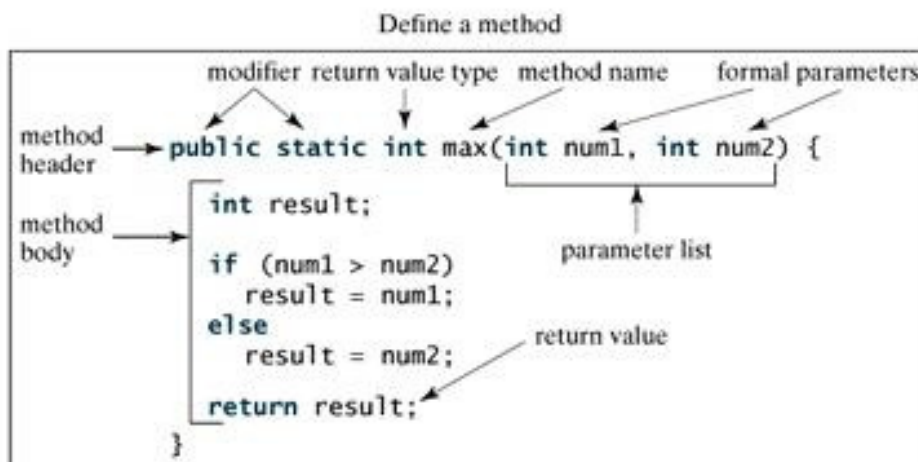 Define a method
modifier return value type method name formal parameters
method
header
public static int max(int num1, int num2) {
method
body
int result;
parameter list
if (num1 > num2)
result = num1;
else
return value
result = num2;
return result;
}